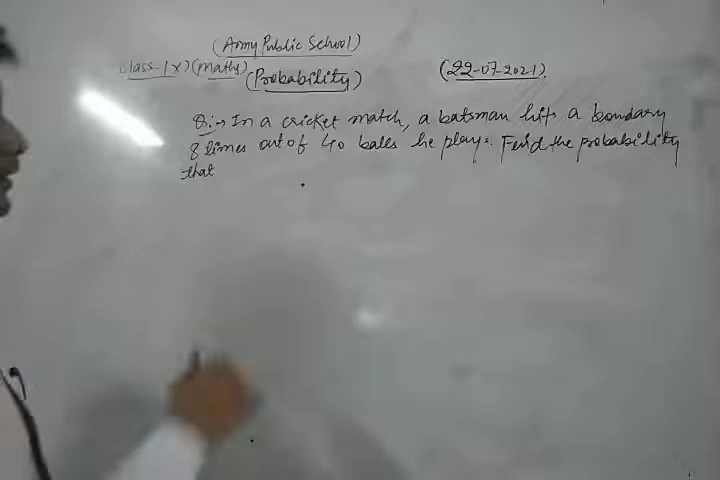 (Army Public School)
Class-IX) (Maths)
(Probability)
(22-07-2021)
Q:→ In a cricket match, a batsman hits a boundary
8 times out of 40 balls he plays. Find the probability
that